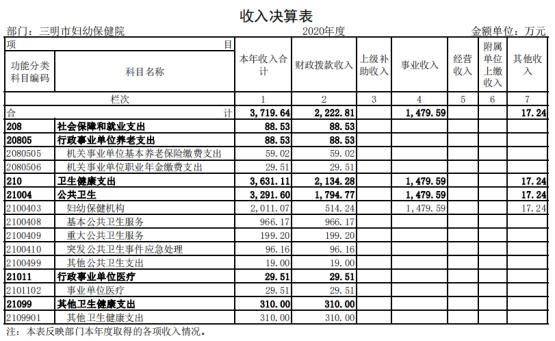 收入决算表
部门：三明市妇幼保健院 2020年度 金额单位：万元
项 目 本年收入合计 财政拨款收入 上级补助收入 事业收入 经营收入 附属单位上缴收入 其他收入
功能分类科目编码 科目名称
栏次 1 2 3 4 5 6 7
合 计 3,719.64 2,222.81 1,479.59 17.24
208 社会保障和就业支出 88.53 88.53
20805 行政事业单位养老支出 88.53 88.53
2080505 机关事业单位基本养老保险缴费支出 59.02 59.02
2080506 机关事业单位职业年金缴费支出 29.51 29.51
210 卫生健康支出 3,631.11 2,134.28 1,479.59 17.24
21004 公共卫生 3,291.60 1,794.77 1,479.59 17.24
2100403 妇幼保健机构 2,011.07 514.24 1,479.59 17.24
2100408 基本公共卫生服务 966.17 966.17
2100409 重大公共卫生服务 199.20 199.20
2100410 突发公共卫生事件应急处理 96.16 96.16
2100499 其他公共卫生支出 19.00 19.00
21011 行政事业单位医疗 29.51 29.51
2101102 事业单位医疗 29.51 29.51
21099 其他卫生健康支出 310.00 310.00
2109901 其他卫生健康支出 310.00 310.00
注：本表反映部门本年度取得的各项收入情况。